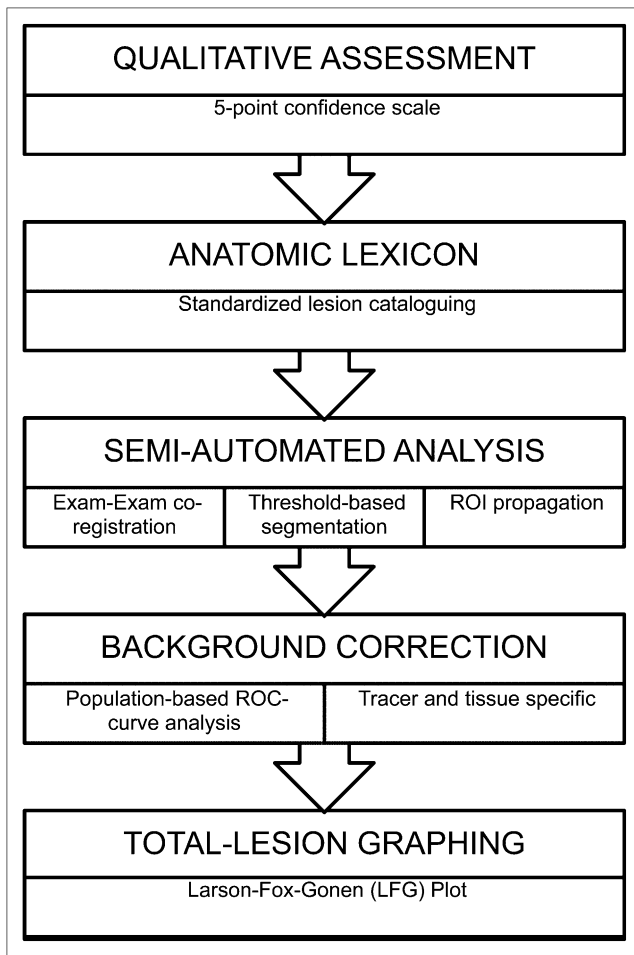 QUALITATIVE ASSESSMENT
5-point confidence scale
ANATOMIC LEXICON
Standardized lesion cataloguing
SEMI-AUTOMATED ANALYSIS
Exam-Exam co-
registration
Threshold-based
segmentation
ROI propagation
BACKGROUND CORRECTION
Population-based ROC-
curve analysis
Tracer and tissue specific
TOTAL-LESION GRAPHING
Larson-Fox-Gonen (LFG) Plot